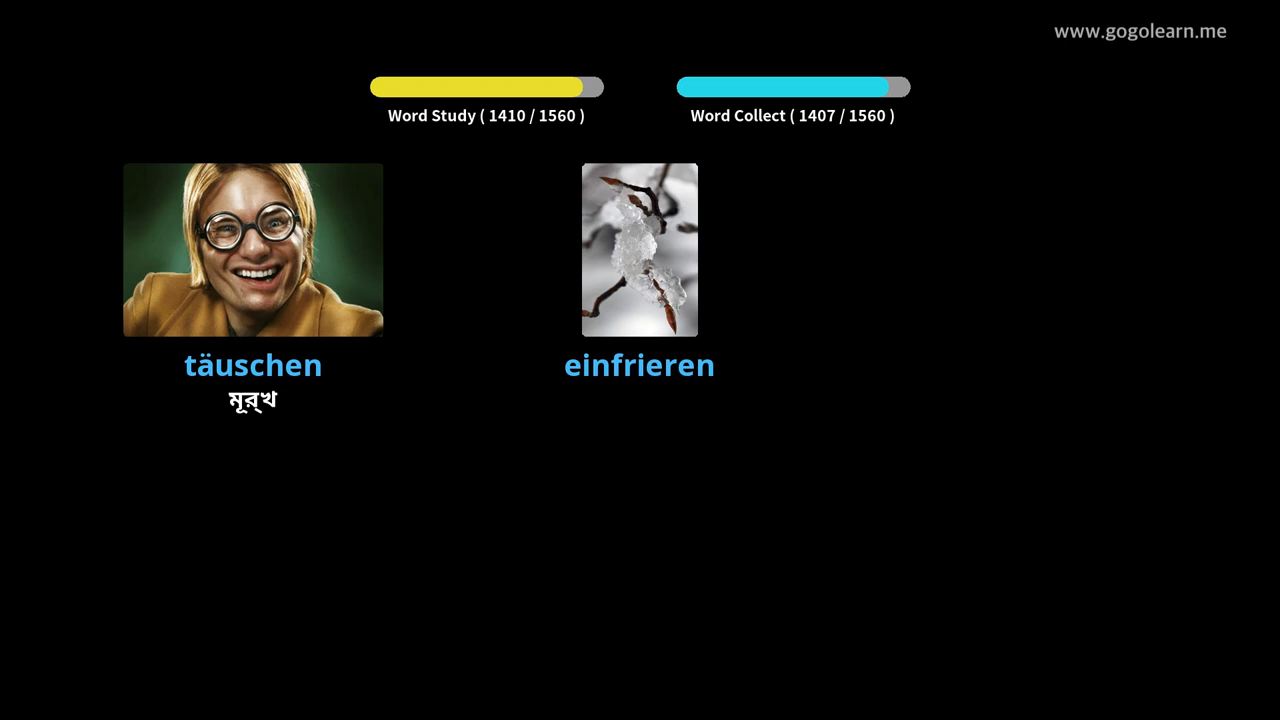 www.gogolearn.me
Word Study ( 1410 / 1560 )
Word Collect ( 1407 / 1560 )
täuschen
einfrieren
মূর্খ